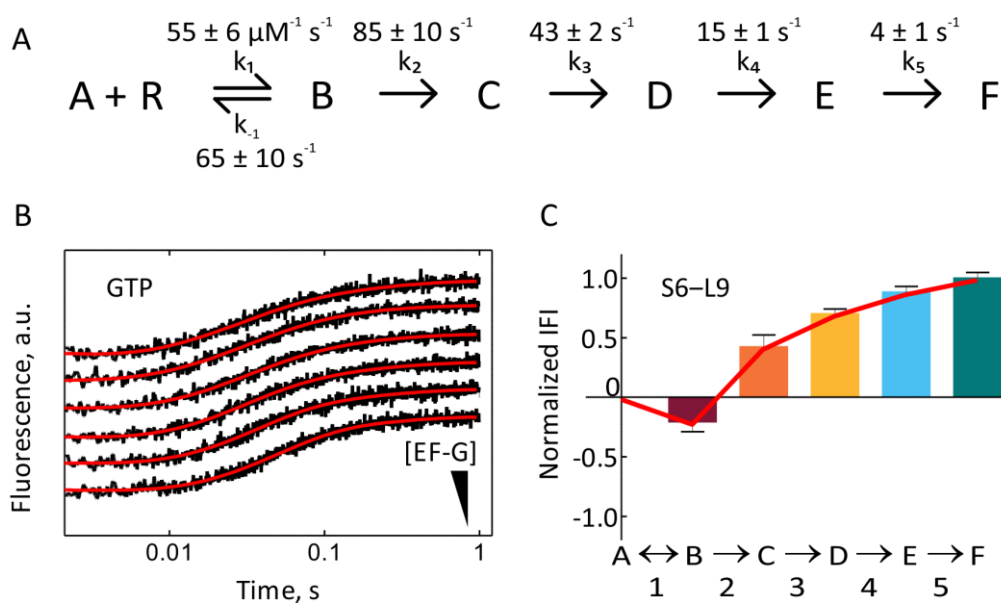 A
55 ± 6 μM⁻¹ s⁻¹ 85 ± 10 s⁻¹ 43 ± 2 s⁻¹ 15 ± 1 s⁻¹ 4 ± 1 s⁻¹
k₁ k₂ k₃ k₄ k₅
A + R B C D E F
k₋₁
65 ± 10 s⁻¹
B
GTP
[EF-G]
Fluorescence, a.u.
0.01 0.1 1
Time, s
C
S6–L9
Normalized IFI
1.0
0.5
0
-0.5
-1.0
A ↔ B → C → D → E → F
1 2 3 4 5